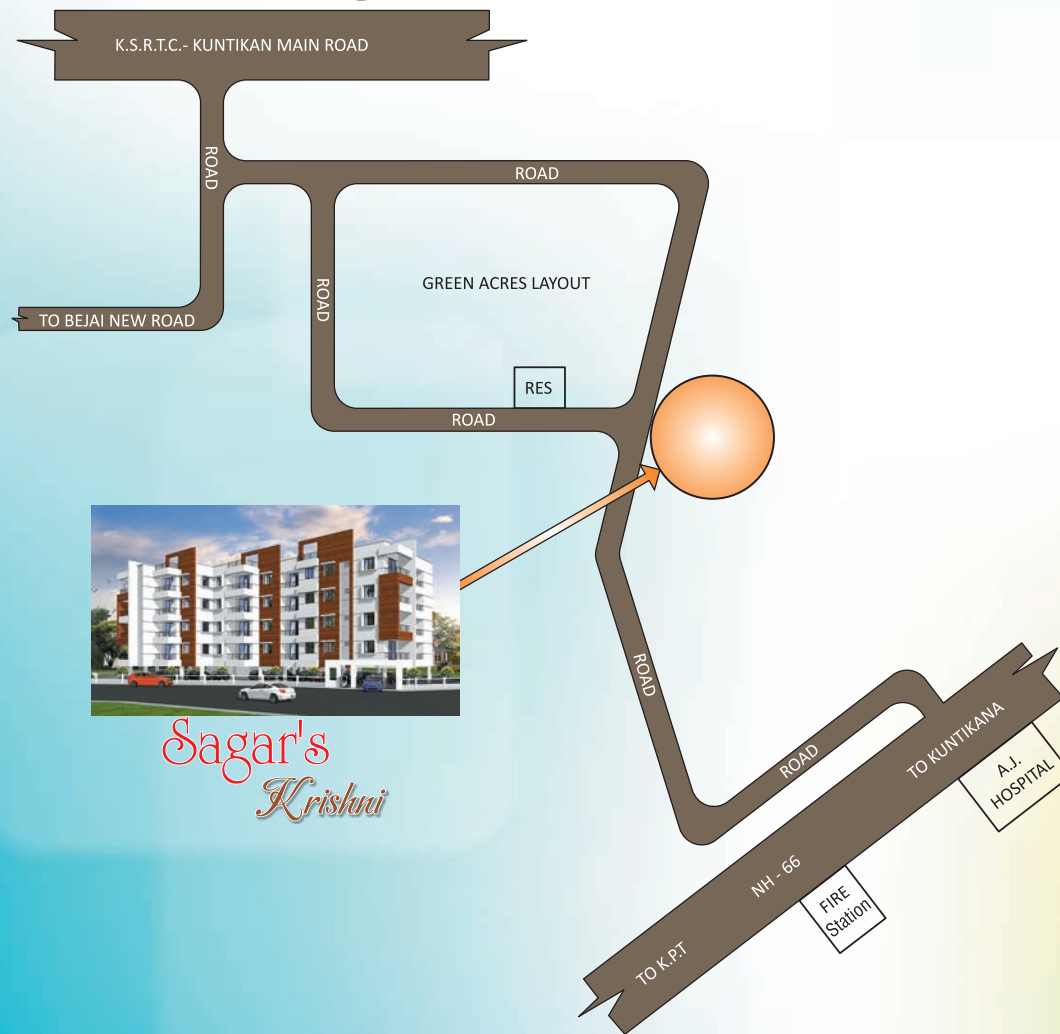 K.S.R.T.C.- KUNTIKAN MAIN ROAD
ROAD
ROAD
ROAD
GREEN ACRES LAYOUT
TO BEJAI NEW ROAD
RES
ROAD
Sagar's
Krishni
ROAD
ROAD
TO KUNTIKANA
A.J.
HOSPITAL
NH - 66
FIRE
Station
TO K.P.T